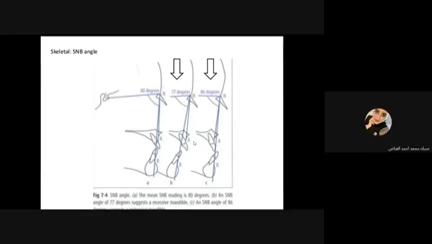 Skeletal: SNB angle
80 degrees
77 degrees
86 degrees
a b c
Fig 7-4 SNB angle. (a) The mean SNB reading is 80 degrees. (b) An SNB
angle of 77 degrees suggests a recessive mandible. (c) An SNB angle of 86